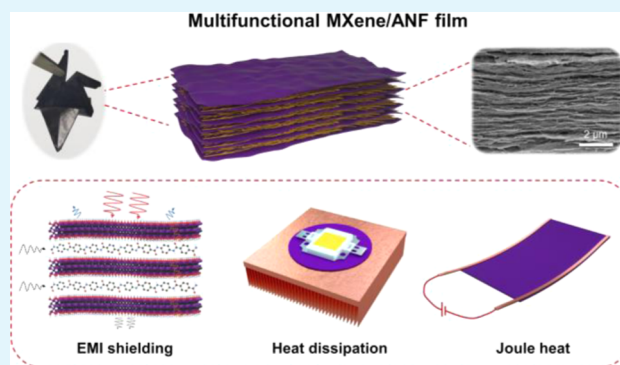 Multifunctional MXene/ANF film
2 μm
EMI shielding
Heat dissipation
Joule heat